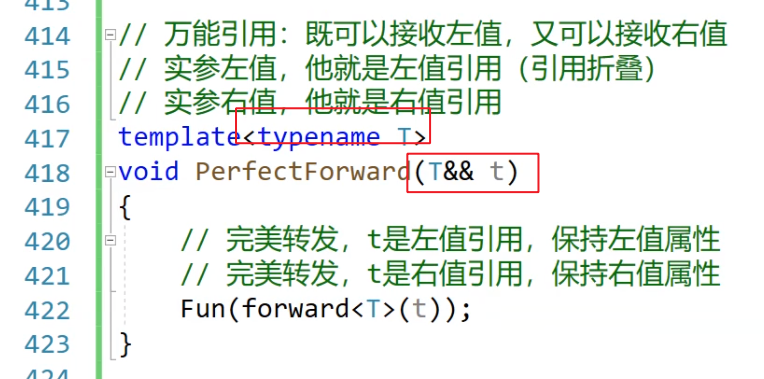 413
414 // 万能引用：既可以接收左值，又可以接收右值
415 // 实参左值，他就是左值引用（引用折叠）
416 // 实参右值，他就是右值引用
417 template<typename T>
418 void PerfectForward(T&& t)
419 {
420 // 完美转发，t是左值引用，保持左值属性
421 // 完美转发，t是右值引用，保持右值属性
422 Fun(forward<T>(t));
423 }
424